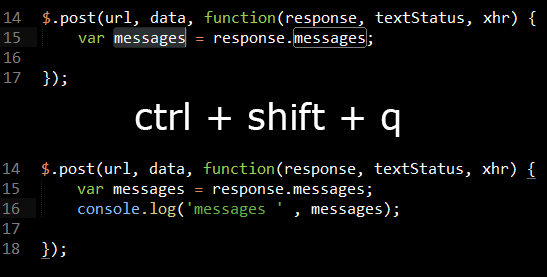 14 $.post(url, data, function(response, textStatus, xhr) {
15 var messages = response.messages;
16
17 });
ctrl + shift + q
14 $.post(url, data, function(response, textStatus, xhr) {
15 var messages = response.messages;
16 console.log('messages ' , messages);
17
18 });